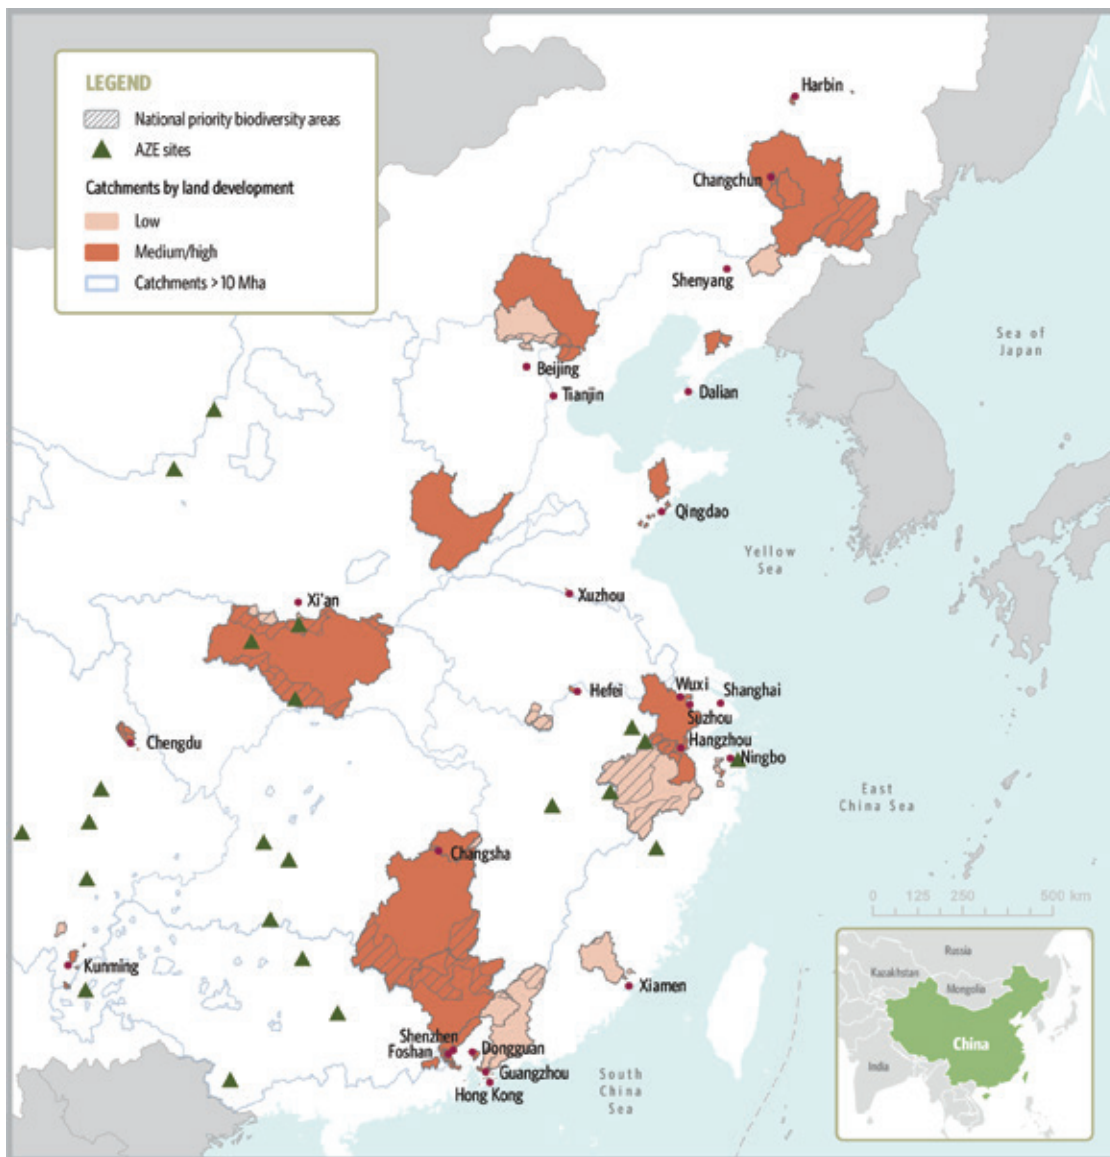 N
LEGEND
National priority biodiversity areas
AZE sites
Catchments by land development
Low
Medium/high
Catchments > 10 Mha
Harbin
Changchun
Shenyang
Sea of
Japan
Beijing
Tianjin
Dalian
Qingdao
Yellow
Sea
Xi'an
Xuzhou
Hefei
Wuxi
Shanghai
Suzhou
Hangzhou
Chengdu
Ningbo
East
China Sea
Changsha
0 125 250 500 km
Kunming
Xiamen
Shenzhen
Foshan
Dongguan
Guangzhou
Hong Kong
South
China
Sea
Russia
Kazakhstan
Mongolia
China
India